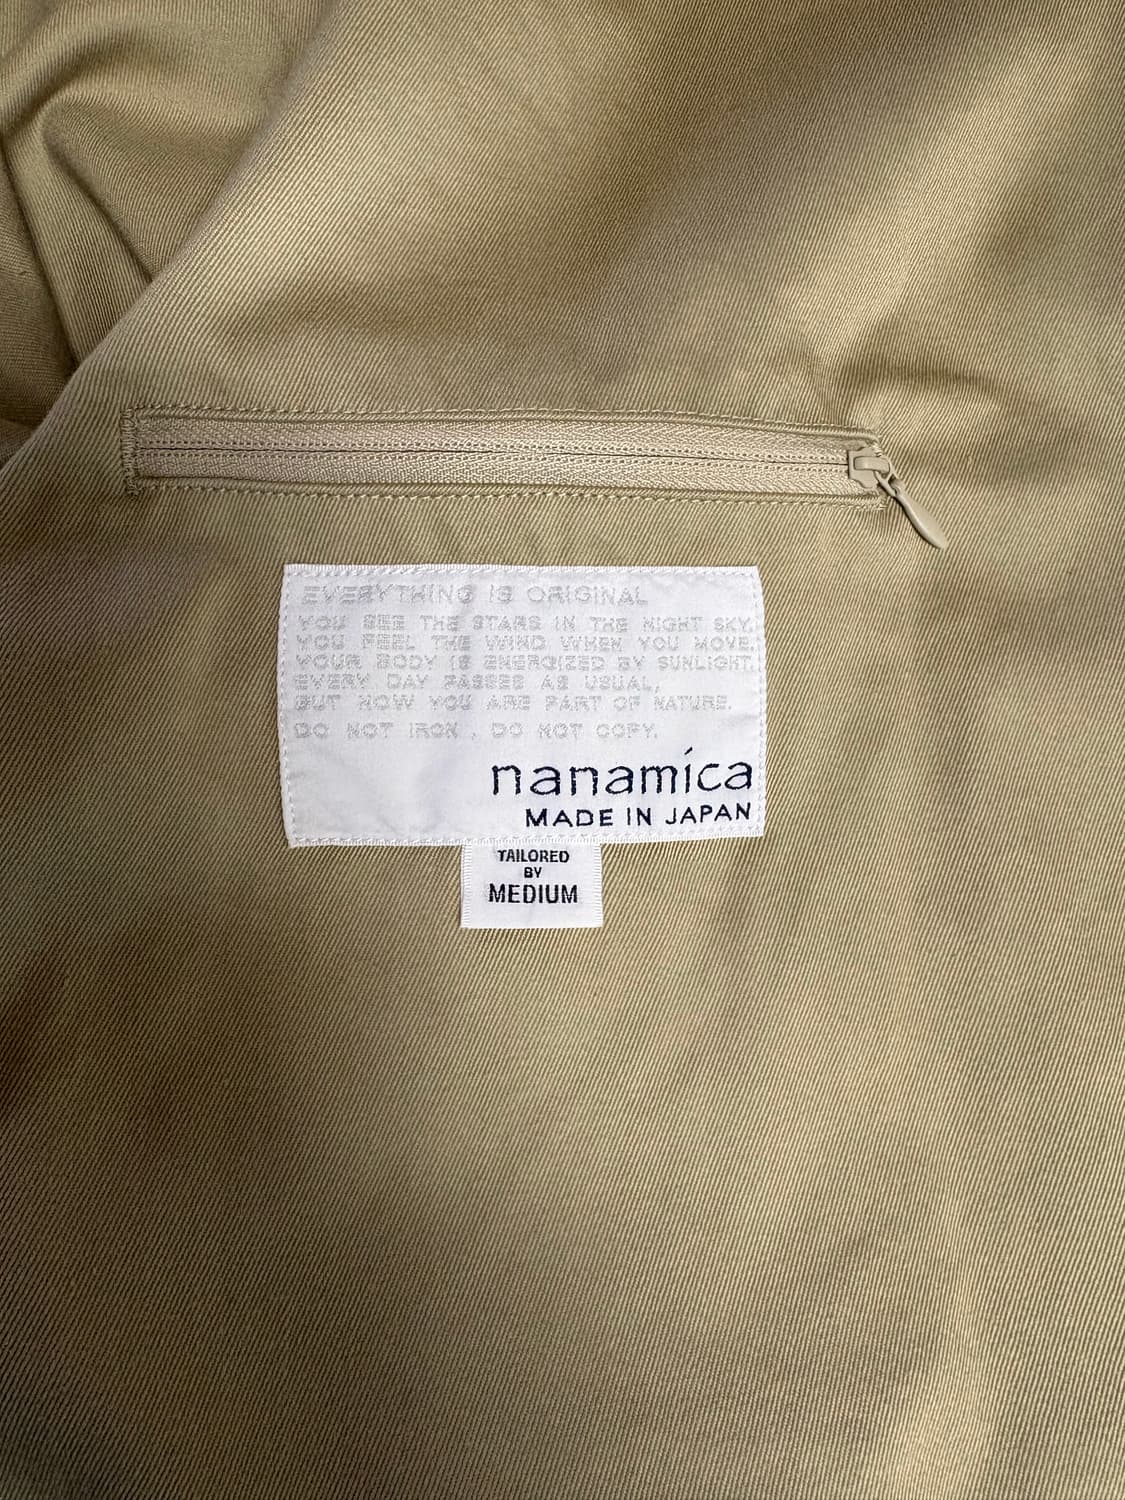 EVERYTHING IS ORIGINAL
YOU SEE THE STARS IN THE NIGHT SKY.
YOU FEEL THE WIND WHEN YOU MOVE.
YOUR BODY IS ENERGIZED BY SUNLIGHT.
EVERY DAY PASSES AS USUAL,
BUT NOW YOU ARE PART OF NATURE.
DO NOT IRON , DO NOT COPY.
nanamíca
MADE IN JAPAN
TAILORED
BY
MEDIUM